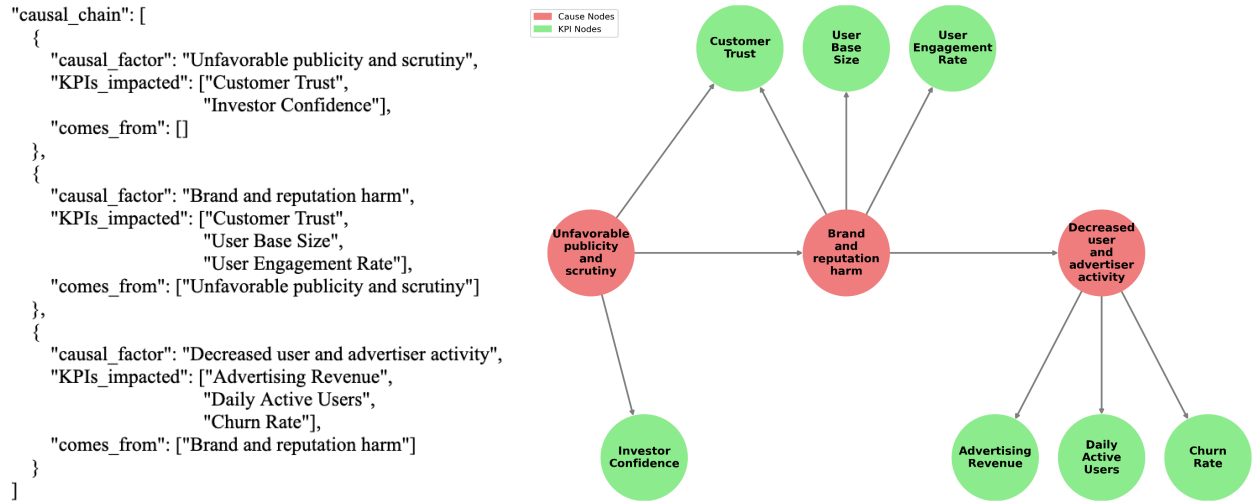 "causal_chain": [
{
"causal_factor": "Unfavorable publicity and scrutiny",
"KPIs_impacted": ["Customer Trust",
"Investor Confidence"],
"comes_from": []
},
{
"causal_factor": "Brand and reputation harm",
"KPIs_impacted": ["Customer Trust",
"User Base Size",
"User Engagement Rate"],
"comes_from": ["Unfavorable publicity and scrutiny"]
},
{
"causal_factor": "Decreased user and advertiser activity",
"KPIs_impacted": ["Advertising Revenue",
"Daily Active Users",
"Churn Rate"],
"comes_from": ["Brand and reputation harm"]
}
]
Cause Nodes
KPI Nodes
Customer
Trust
User
Base
Size
User
Engagement
Rate
Unfavorable
publicity
and
scrutiny
Brand
and
reputation
harm
Decreased
user
and
advertiser
activity
Investor
Confidence
Advertising
Revenue
Daily
Active
Users
Churn
Rate